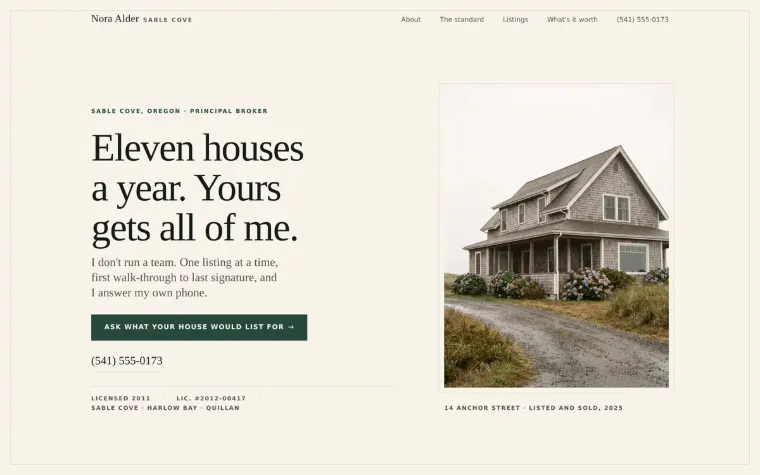 Nora Alder SABLE COVE
About The standard Listings What's it worth (541) 555-0173
SABLE COVE, OREGON · PRINCIPAL BROKER
Eleven houses
a year. Yours
gets all of me.
I don't run a team. One listing at a time,
first walk-through to last signature, and
I answer my own phone.
ASK WHAT YOUR HOUSE WOULD LIST FOR →
(541) 555-0173
LICENSED 2011 · LIC. #2012-00417 ·
SABLE COVE · HARLOW BAY · QUILLAN
14 ANCHOR STREET · LISTED AND SOLD, 2025